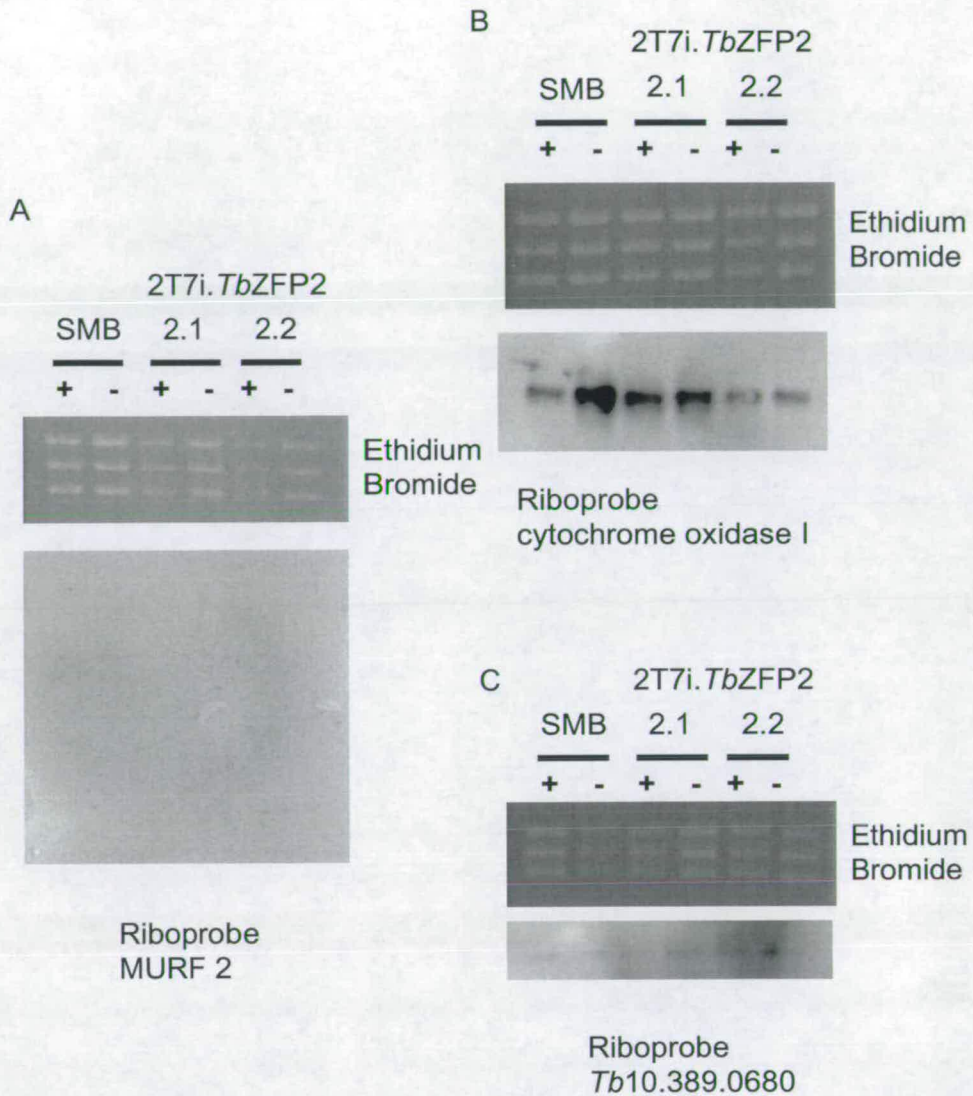 A
2T7i.TbZFP2
SMB 2.1 2.2
+ - + - + -
Ethidium
Bromide
Riboprobe
MURF 2
B
2T7i.TbZFP2
SMB 2.1 2.2
+ - + - + -
Ethidium
Bromide
Riboprobe
cytochrome oxidase I
C
2T7i.TbZFP2
SMB 2.1 2.2
+ - + - + -
Ethidium
Bromide
Riboprobe
Tb10.389.0680